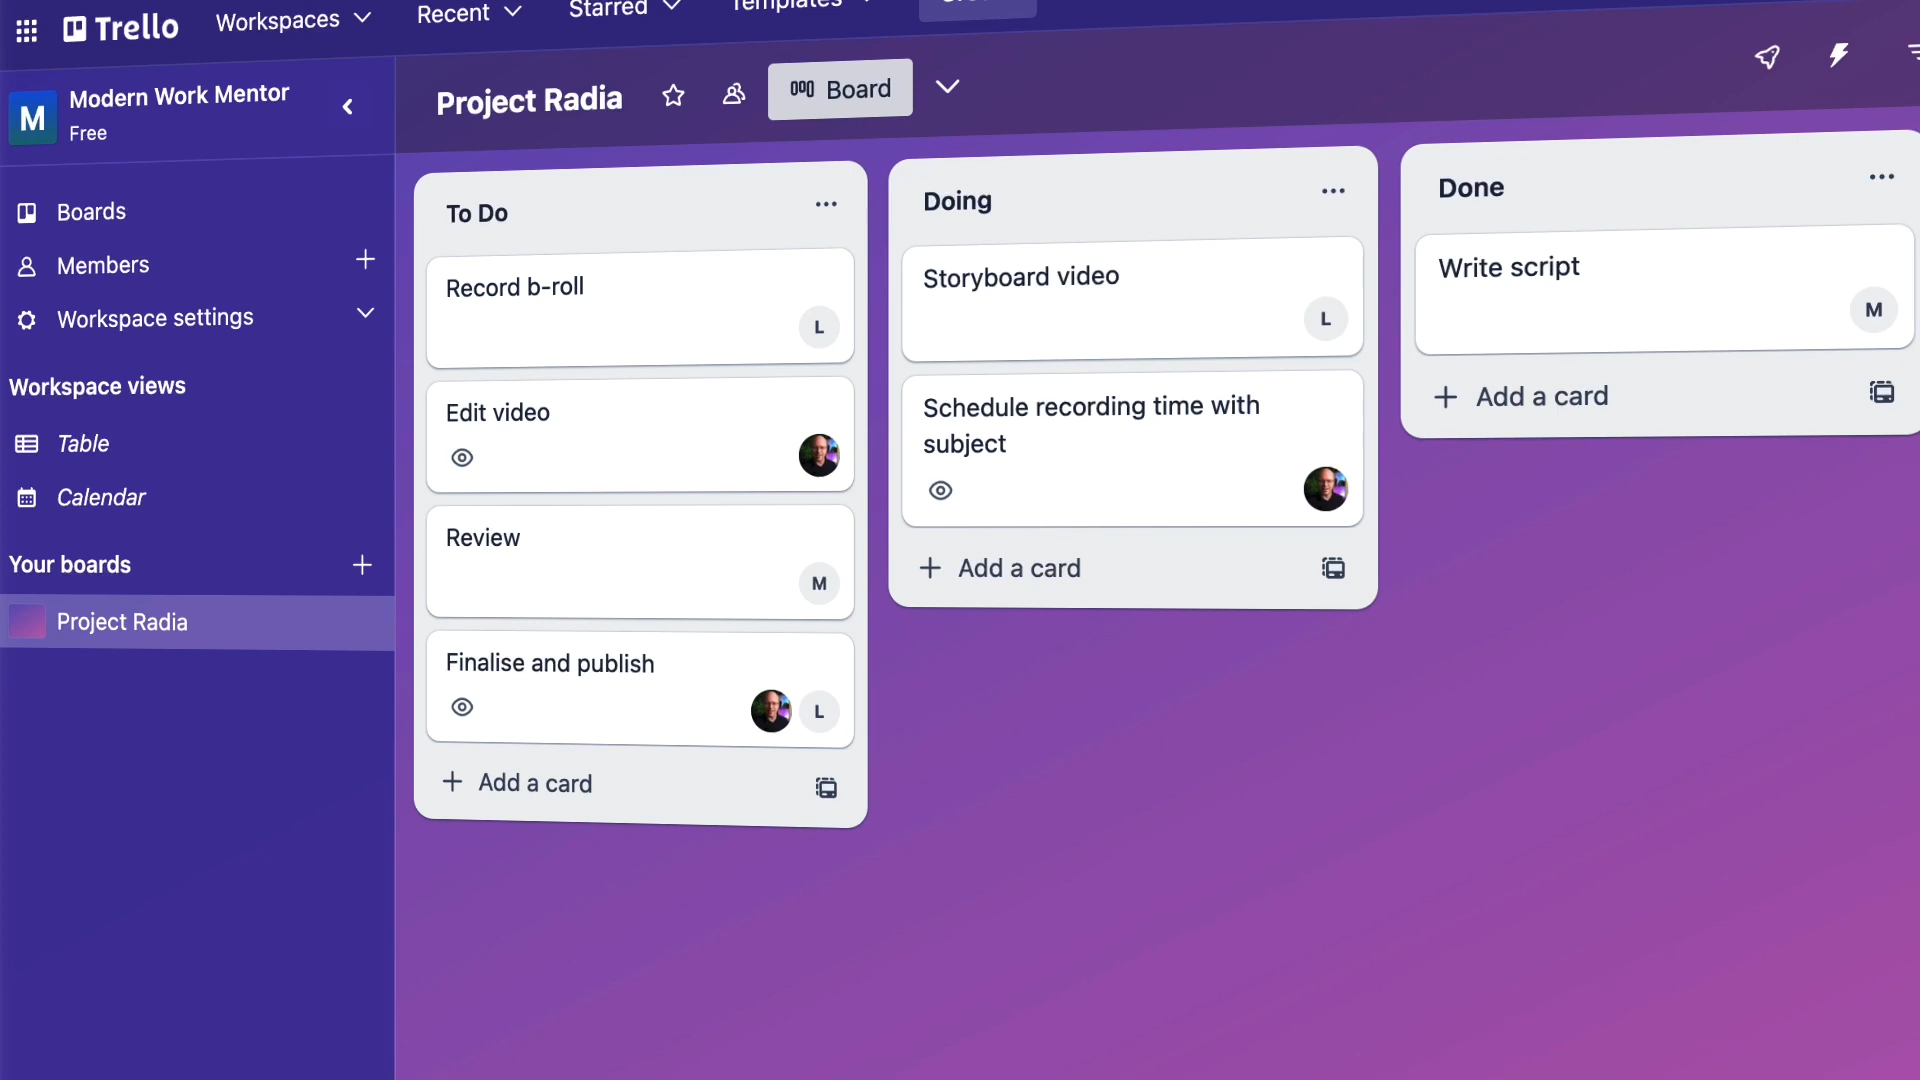 Trello
Workspaces
Recent
Starred
Templates
M
Modern Work Mentor
Free
Project Radia
Board
Boards
Members
Workspace settings
Workspace views
Table
Calendar
Your boards
Project Radia
To Do
Record b-roll
L
Edit video
Review
M
Finalise and publish
L
Add a card
Doing
Storyboard video
L
Schedule recording time with
subject
Add a card
Done
Write script
M
Add a card